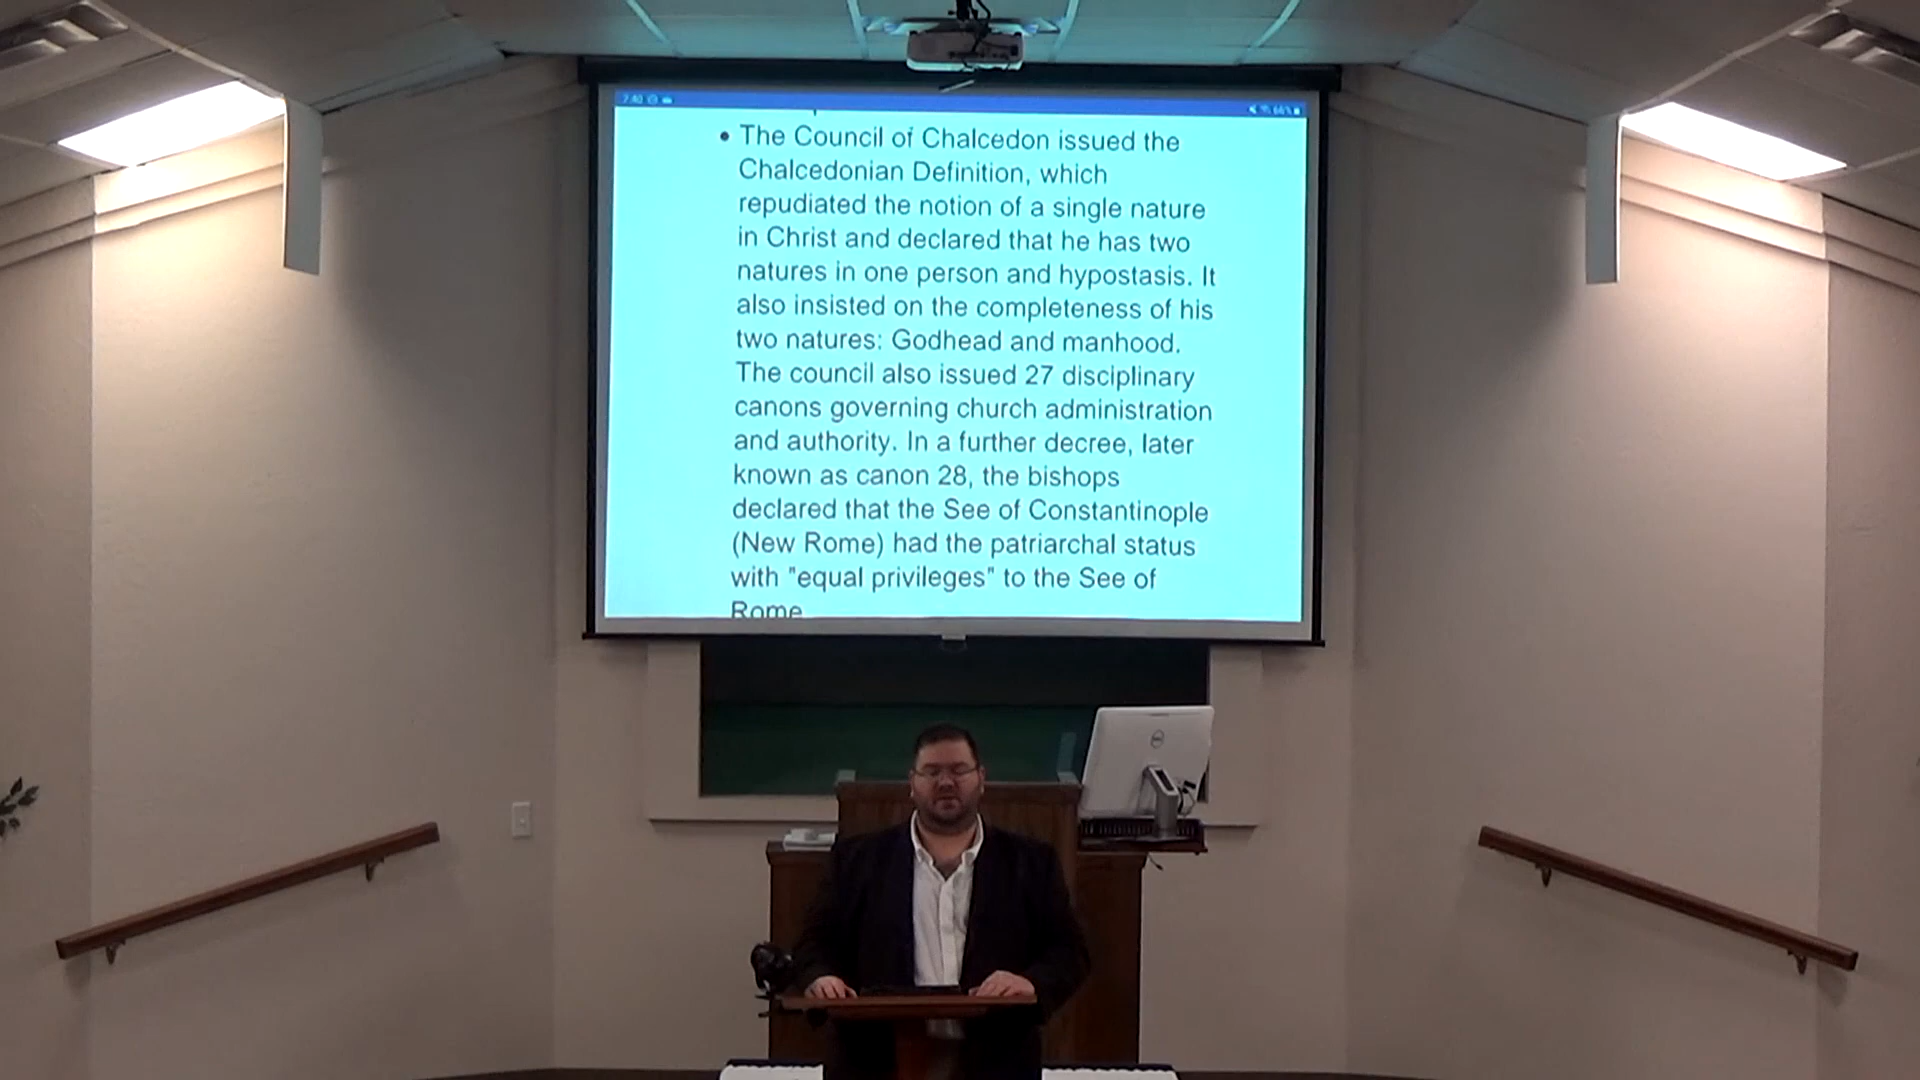 7:40
66%
• The Council of Chalcedon issued the
Chalcedonian Definition, which
repudiated the notion of a single nature
in Christ and declared that he has two
natures in one person and hypostasis. It
also insisted on the completeness of his
two natures: Godhead and manhood.
The council also issued 27 disciplinary
canons governing church administration
and authority. In a further decree, later
known as canon 28, the bishops
declared that the See of Constantinople
(New Rome) had the patriarchal status
with "equal privileges" to the See of
Rome
DELL